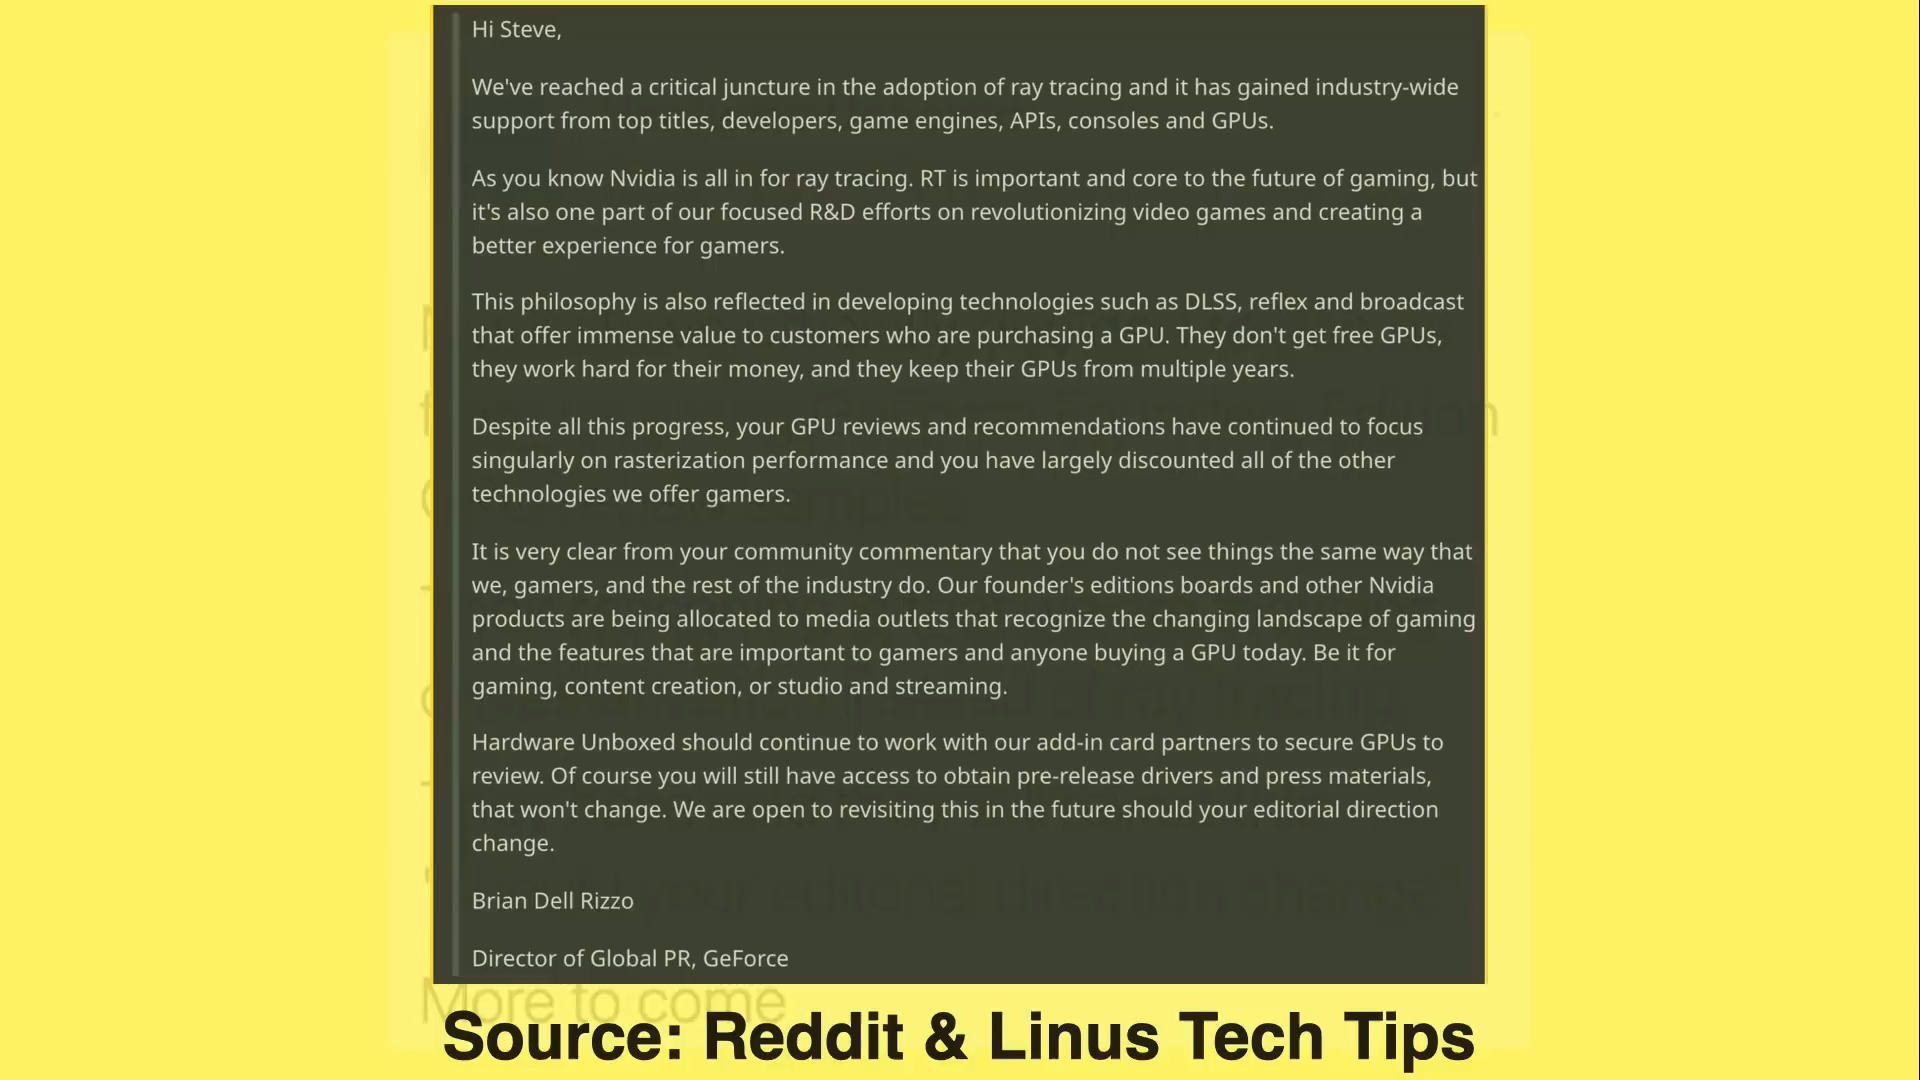 Hi Steve,
We've reached a critical juncture in the adoption of ray tracing and it has gained industry-wide
support from top titles, developers, game engines, APIs, consoles and GPUs.
As you know Nvidia is all in for ray tracing. RT is important and core to the future of gaming, but
it's also one part of our focused R&D efforts on revolutionizing video games and creating a
better experience for gamers.
This philosophy is also reflected in developing technologies such as DLSS, reflex and broadcast
that offer immense value to customers who are purchasing a GPU. They don't get free GPUs,
they work hard for their money, and they keep their GPUs from multiple years.
Despite all this progress, your GPU reviews and recommendations have continued to focus
singularly on rasterization performance and you have largely discounted all of the other
technologies we offer gamers.
It is very clear from your community commentary that you do not see things the same way that
we, gamers, and the rest of the industry do. Our founder's editions boards and other Nvidia
products are being allocated to media outlets that recognize the changing landscape of gaming
and the features that are important to gamers and anyone buying a GPU today. Be it for
gaming, content creation, or studio and streaming.
Hardware Unboxed should continue to work with our add-in card partners to secure GPUs to
review. Of course you will still have access to obtain pre-release drivers and press materials,
that won't change. We are open to revisiting this in the future should your editorial direction
change.
Brian Dell Rizzo
Director of Global PR, GeForce
More to come
Source: Reddit & Linus Tech Tips